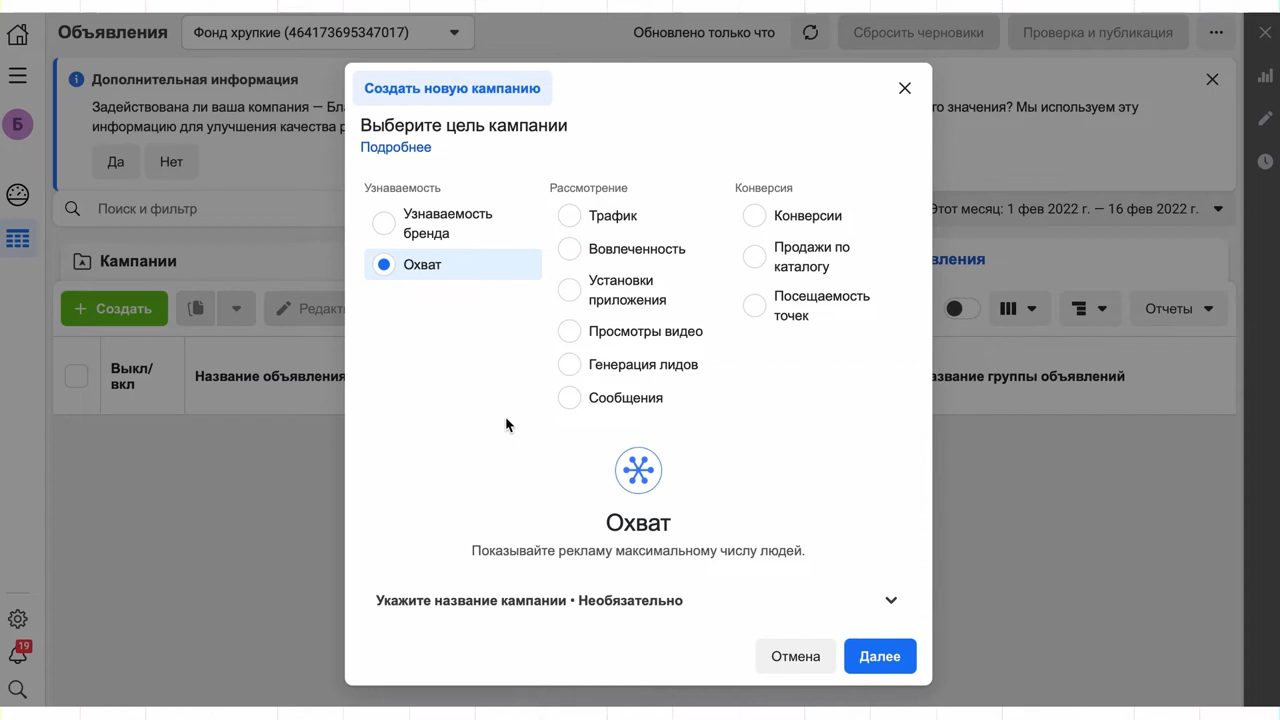 Объявления
Фонд хрупкие (464173695347017)
Обновлено только что
Сбросить черновики
Проверка и публикация
Дополнительная информация
Задействована ли ваша компания — Бл
го значения? Мы используем эту
информацию для улучшения качества р
Да
Нет
Поиск и фильтр
Этот месяц: 1 фев 2022 г. — 16 фев 2022 г.
Кампании
вления
Создать
Редакти
Отчеты
Выкл/
вкл
Название объявления
азвание группы объявлений
Б
19
Создать новую кампанию
Выберите цель кампании
Подробнее
Узнаваемость
Узнаваемость
бренда
Охват
Рассмотрение
Трафик
Вовлеченность
Установки
приложения
Просмотры видео
Генерация лидов
Сообщения
Конверсия
Конверсии
Продажи по
каталогу
Посещаемость
точек
Охват
Показывайте рекламу максимальному числу людей.
Укажите название кампании • Необязательно
Отмена
Далее